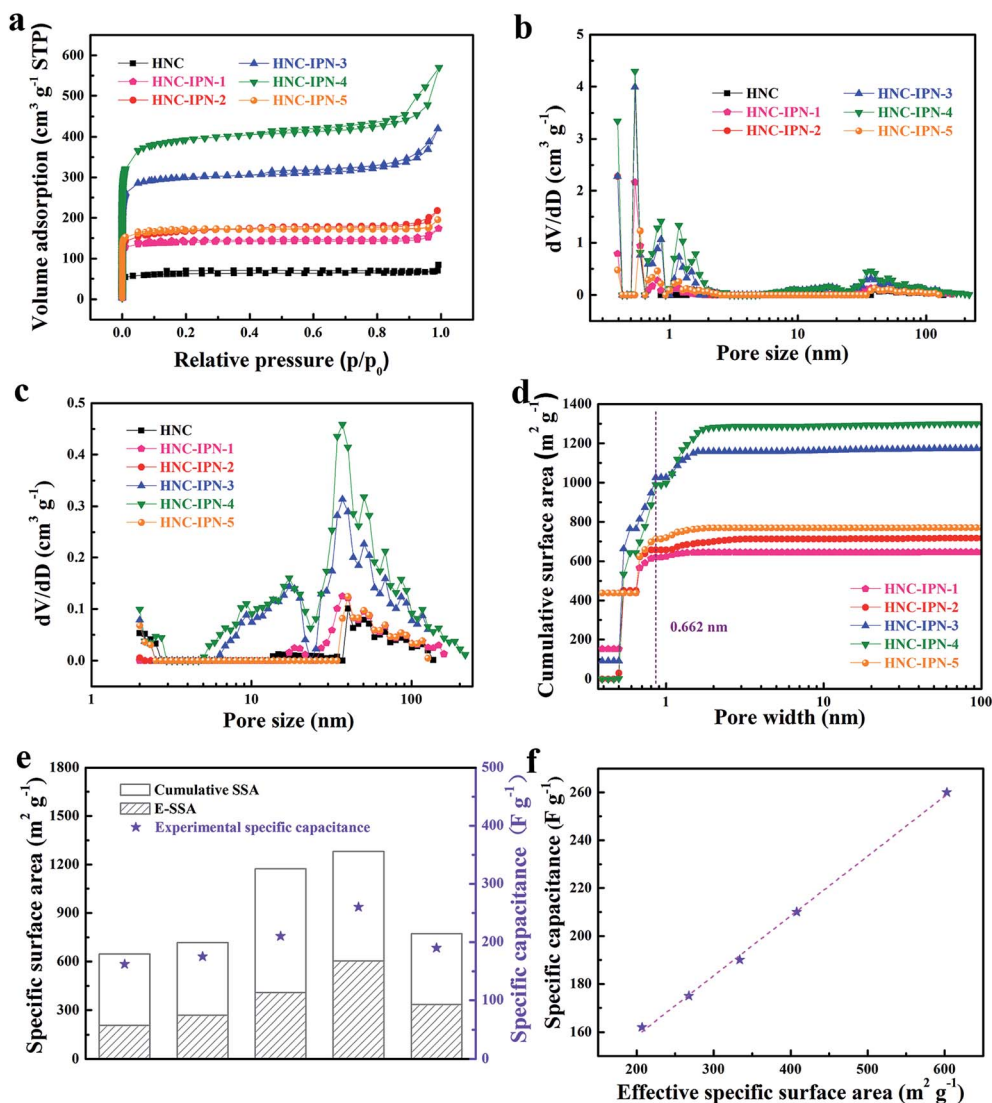 a
Volume adsorption (cm³ g⁻¹ STP)
600
500
400
300
200
100
0
HNC
HNC-IPN-1
HNC-IPN-2
HNC-IPN-3
HNC-IPN-4
HNC-IPN-5
0.0 0.2 0.4 0.6 0.8 1.0
Relative pressure (p/p₀)
b
dV/dD (cm³ g⁻¹)
5
4
3
2
1
0
HNC
HNC-IPN-1
HNC-IPN-2
HNC-IPN-3
HNC-IPN-4
HNC-IPN-5
1 10 100
Pore size (nm)
c
dV/dD (cm³ g⁻¹)
0.5
0.4
0.3
0.2
0.1
0.0
HNC
HNC-IPN-1
HNC-IPN-2
HNC-IPN-3
HNC-IPN-4
HNC-IPN-5
1 10 100
Pore size (nm)
d
Cumulative surface area (m² g⁻¹)
1400
1200
1000
800
600
400
200
0
0.662 nm
HNC-IPN-1
HNC-IPN-2
HNC-IPN-3
HNC-IPN-4
HNC-IPN-5
1 10 100
Pore width (nm)
e
Specific surface area (m² g⁻¹)
1800
1500
1200
900
600
300
0
Cumulative SSA
E-SSA
Experimental specific capacitance
500
400
300
200
100
0
Specific capacitance (F g⁻¹)
f
Specific capacitance (F g⁻¹)
260
240
220
200
180
160
200 300 400 500 600
Effective specific surface area (m² g⁻¹)